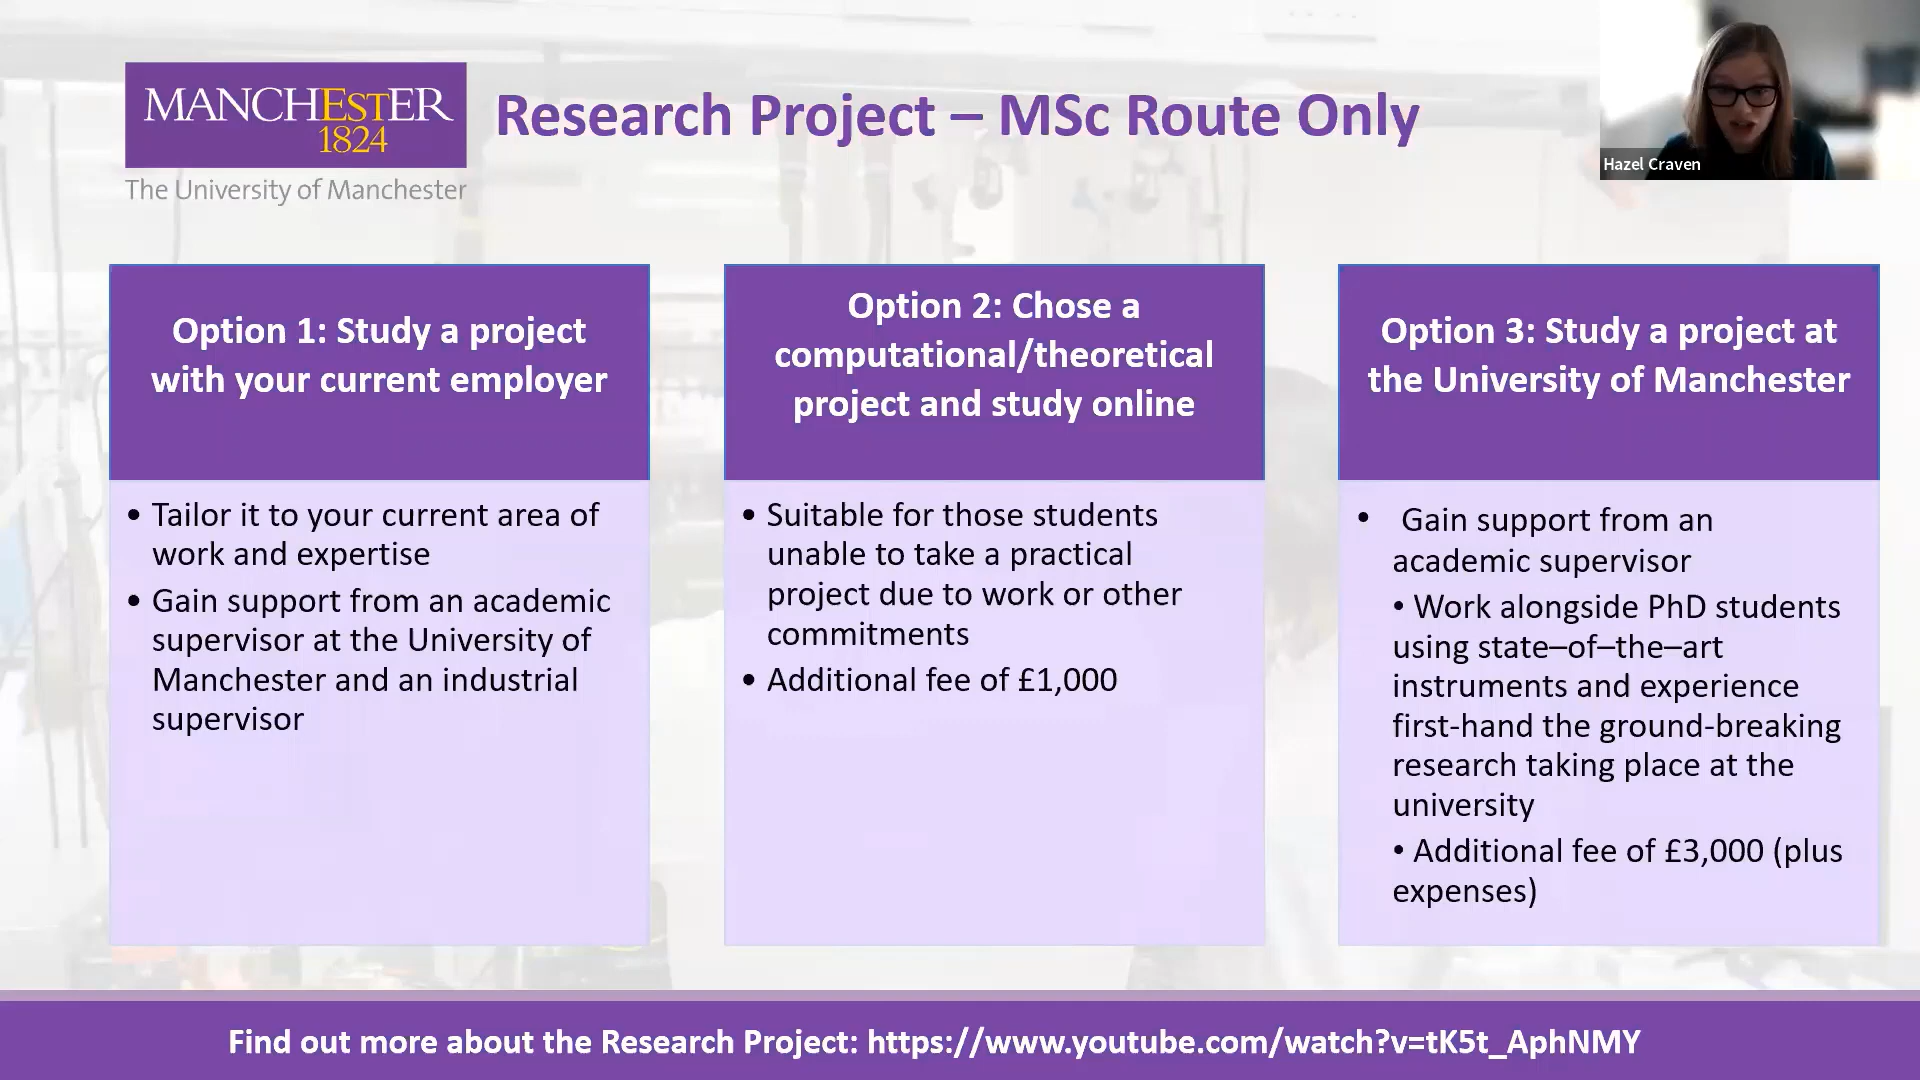 MANCHESTER
1824
The University of Manchester
Research Project – MSc Route Only
Hazel Craven
Option 1: Study a project
with your current employer
• Tailor it to your current area of
work and expertise
• Gain support from an academic
supervisor at the University of
Manchester and an industrial
supervisor
Option 2: Chose a
computational/theoretical
project and study online
• Suitable for those students
unable to take a practical
project due to work or other
commitments
• Additional fee of £1,000
Option 3: Study a project at
the University of Manchester
• Gain support from an
academic supervisor
• Work alongside PhD students
using state–of–the–art
instruments and experience
first-hand the ground-breaking
research taking place at the
university
• Additional fee of £3,000 (plus
expenses)
Find out more about the Research Project: https://www.youtube.com/watch?v=tK5t_AphNMY